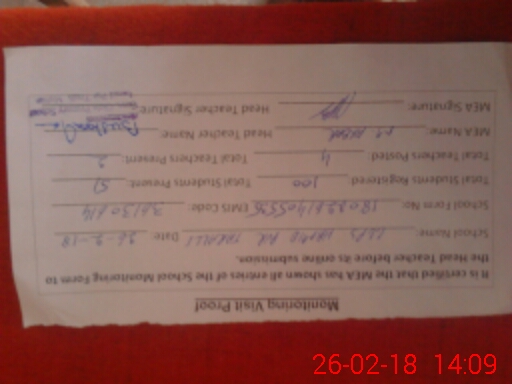 Monitoring Visit Proof
It is certified that the MEA has shown all entries of the School Monitoring Form to
the Head Teacher before its online submission.
School Name: Date: 26-2-18
School Form No: EMIS Code: 36130614
Total Students Registered: 100 Total Students Present: 51
Total Teachers Posted: 4 Total Teachers Present: 2
MEA Name: Head Teacher Name:
MEA Signature: Head Teacher Signature:
26-02-18 14:09